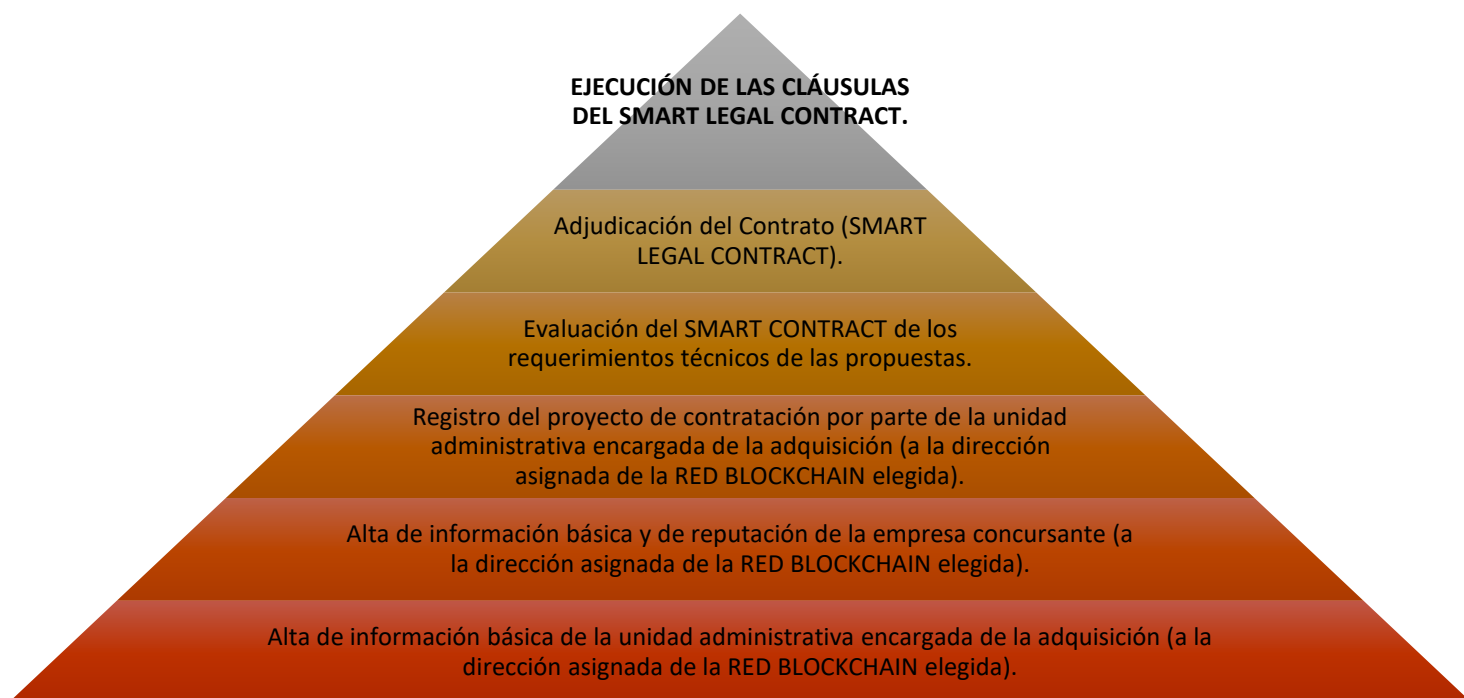 EJECUCIÓN DE LAS CLÁUSULAS
DEL SMART LEGAL CONTRACT.
Adjudicación del Contrato (SMART
LEGAL CONTRACT).
Evaluación del SMART CONTRACT de los
requerimientos técnicos de las propuestas.
Registro del proyecto de contratación por parte de la unidad
administrativa encargada de la adquisición (a la dirección
asignada de la RED BLOCKCHAIN elegida).
Alta de información básica y de reputación de la empresa concursante (a
la dirección asignada de la RED BLOCKCHAIN elegida).
Alta de información básica de la unidad administrativa encargada de la adquisición (a la
dirección asignada de la RED BLOCKCHAIN elegida).